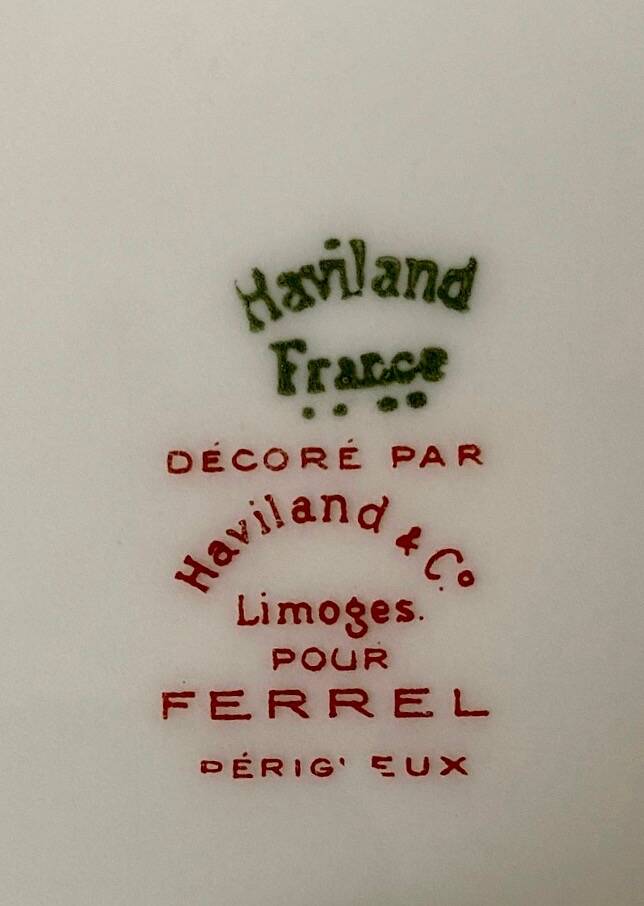 Haviland
France
DÉCORÉ PAR
Haviland & Co.
Limoges.
POUR
FERREL
PÉRIG' EUX